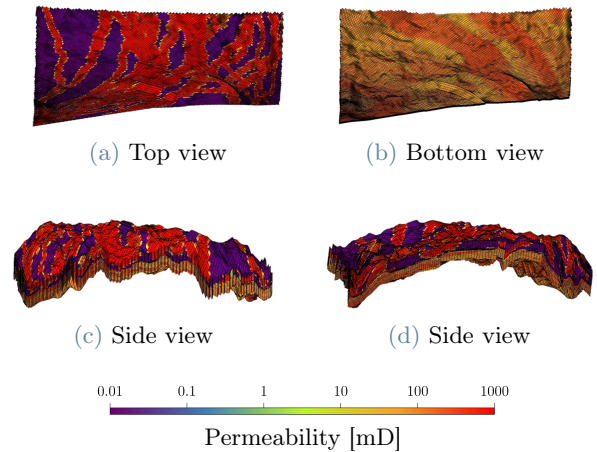 (a) Top view
(b) Bottom view
(c) Side view
(d) Side view
0.01 0.1 1 10 100 1000
Permeability [mD]